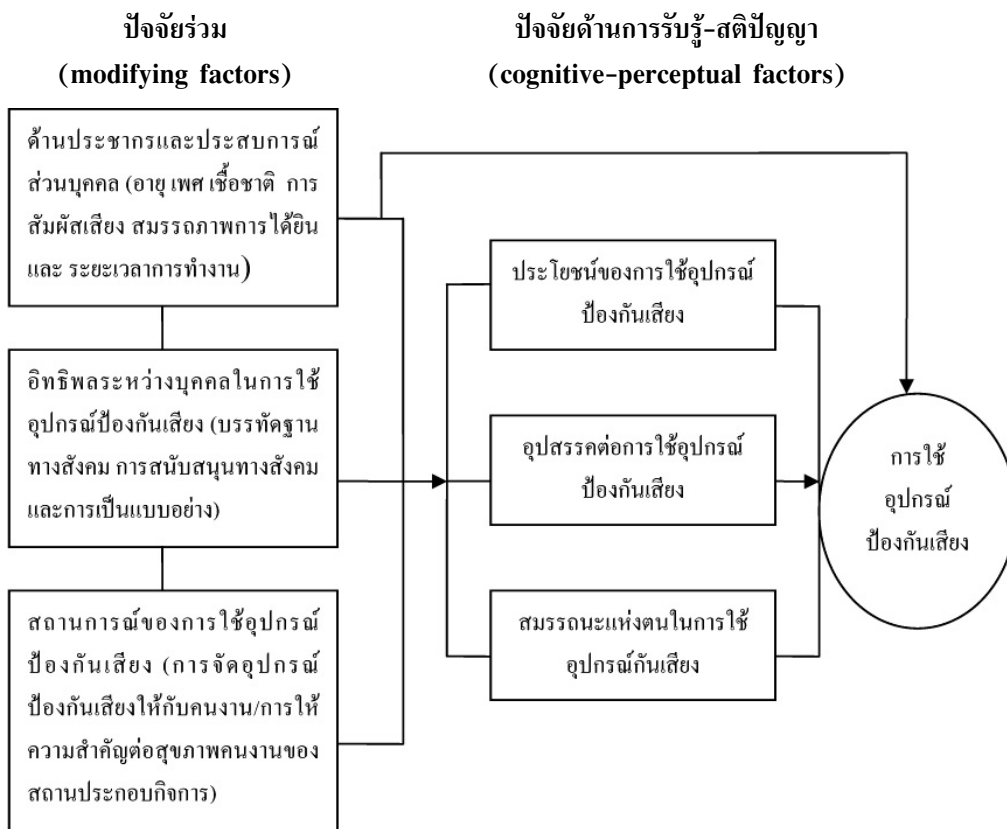 ปัจจัยร่วม
(modifying factors)
ปัจจัยด้านการรับรู้-สติปัญญา
(cognitive-perceptual factors)
ด้านประชากรและประสบการณ์
ส่วนบุคคล (อายุ เพศ เชื้อชาติ การ
สัมผัสเสียง สมรรถภาพการได้ยิน
และ ระยะเวลาการทำงาน)
อิทธิพลระหว่างบุคคลในการใช้
อุปกรณ์ป้องกันเสียง (บรรทัดฐาน
ทางสังคม การสนับสนุนทางสังคม
และการเป็นแบบอย่าง)
สถานการณ์ของการใช้อุปกรณ์
ป้องกันเสียง (การจัดอุปกรณ์
ป้องกันเสียงให้กับคนงาน/การให้
ความสำคัญต่อสุขภาพคนงานของ
สถานประกอบกิจการ)
ประโยชน์ของการใช้อุปกรณ์
ป้องกันเสียง
อุปสรรคต่อการใช้อุปกรณ์
ป้องกันเสียง
สมรรถนะแห่งตนในการใช้
อุปกรณ์กันเสียง
การใช้
อุปกรณ์
ป้องกันเสียง